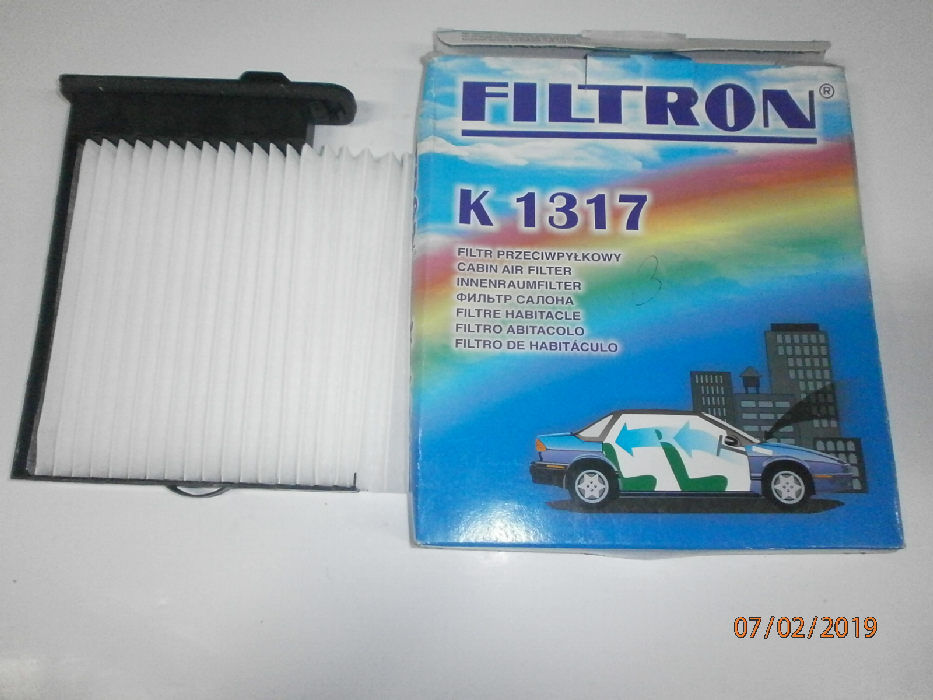 FILTRON®
K 1317
FILTR PRZECIWPYŁKOWY
CABIN AIR FILTER
INNENRAUMFILTER
ФИЛЬТР САЛОНА
FILTRE HABITACLE
FILTRO ABITACOLO
FILTRO DE HABITÁCULO
3
07/02/2019